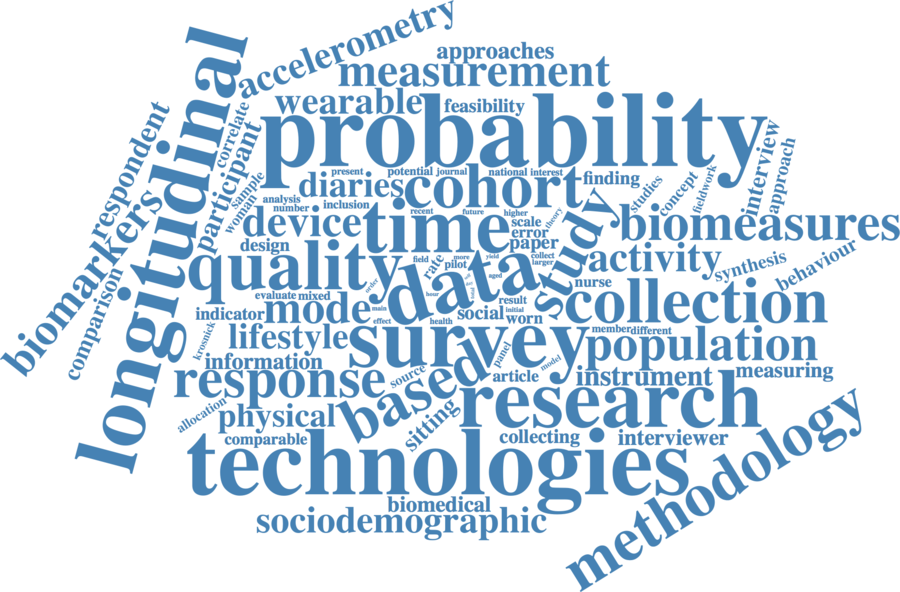 accelerometry
approaches
measurement
longitudinal
wearable
feasibility
probability
correlate
respondent
participant
interview
approach
present
potential
journal
national
interest
diaries
cohort
finding
studies
concept
fieldwork
sample
woman
analysis
number
inclusion
recent
future
higher
theory
biomarkers
device
time
scale
error
study
biomeasures
design
paper
quality
field
more
yield
collect
larger
rate
pilot
aged
data
activity
synthesis
behaviour
comparison
order
nurse
evaluate
mixed
hour
result
initial
collection
indicator
mode
main
effect
health
social
worn
krosnick
lifestyle
survey
member
different
population
information
panel
model
response
source
based
article
instrument
measuring
allocation
physical
sitting
research
comparable
collecting
interviewer
technologies
methodology
biomedical
sociodemographic